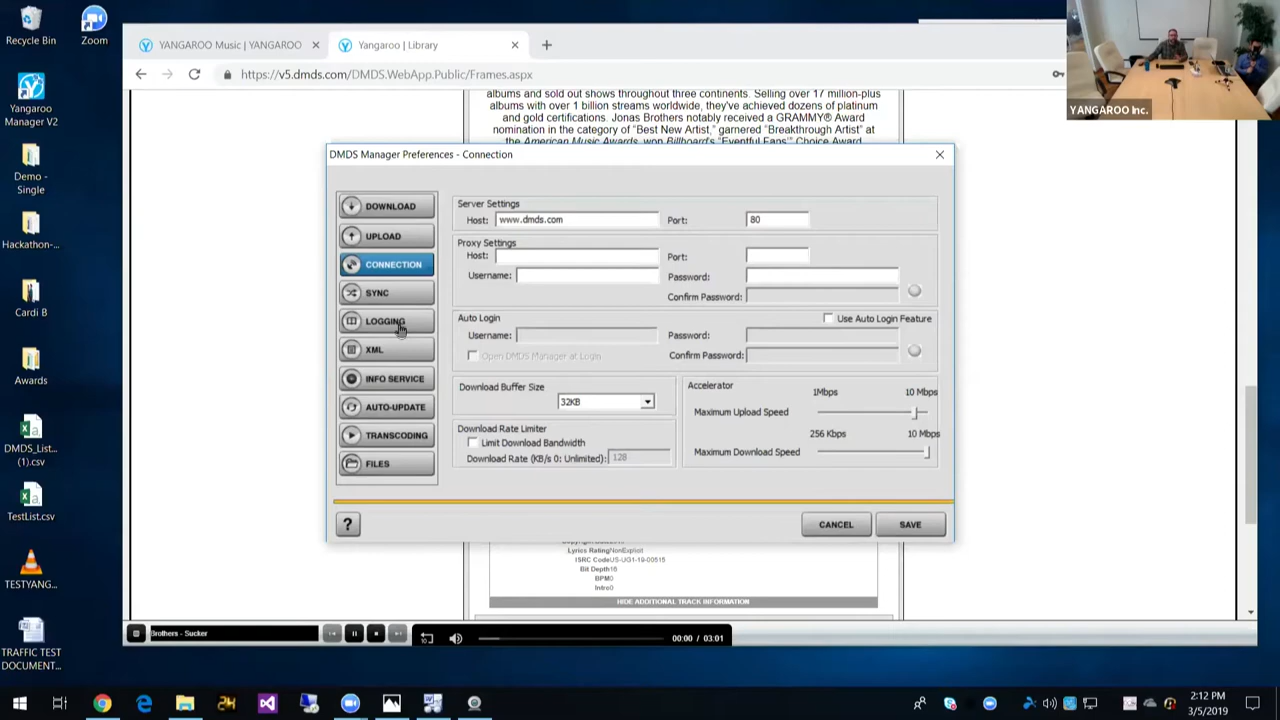 Recycle Bin
Zoom
Yangaroo
Manager V2
Demo -
Single
Hackathon-...
Cardi B
Awards
DMDS_List...
(1).csv
TestList.csv
TESTYANG...
TRAFFIC TEST
DOCUMENT...
YANGAROO Music | YANGAROO
Yangaroo | Library
https://v5.dmds.com/DMDS.WebApp.Public/Frames.aspx
YANGAROO Inc.
albums and sold out shows throughout three continents. Selling over 17 million-plus
albums with over 1 billion streams worldwide, they've achieved dozens of platinum
and gold certifications. Jonas Brothers notably received a GRAMMY® Award
nomination in the category of "Best New Artist," garnered "Breakthrough Artist" at
the American Music Awards, won Billboard's "Eventful Fans'" Choice Award
DMDS Manager Preferences - Connection
DOWNLOAD
UPLOAD
CONNECTION
SYNC
LOGGING
XML
INFO SERVICE
AUTO-UPDATE
TRANSCODING
FILES
Server Settings
Host: www.dmds.com Port: 80
Proxy Settings
Host: Port:
Username: Password:
Confirm Password:
Auto Login Use Auto Login Feature
Username: Password:
Open DMDS Manager at Login Confirm Password:
Download Buffer Size
32KB
Download Rate Limiter
Limit Download Bandwidth
Download Rate (KB/s 0: Unlimited): 128
Accelerator
1Mbps 10 Mbps
Maximum Upload Speed
256 Kbps 10 Mbps
Maximum Download Speed
? CANCEL SAVE
Lyrics RatingNonExplicit
ISRC CodeUS-UG1-19-00515
Bit Depth16
BPM0
Intro0
HIDE ADDITIONAL TRACK INFORMATION
Brothers - Sucker
10
00:00 / 03:01
2:12 PM
3/5/2019